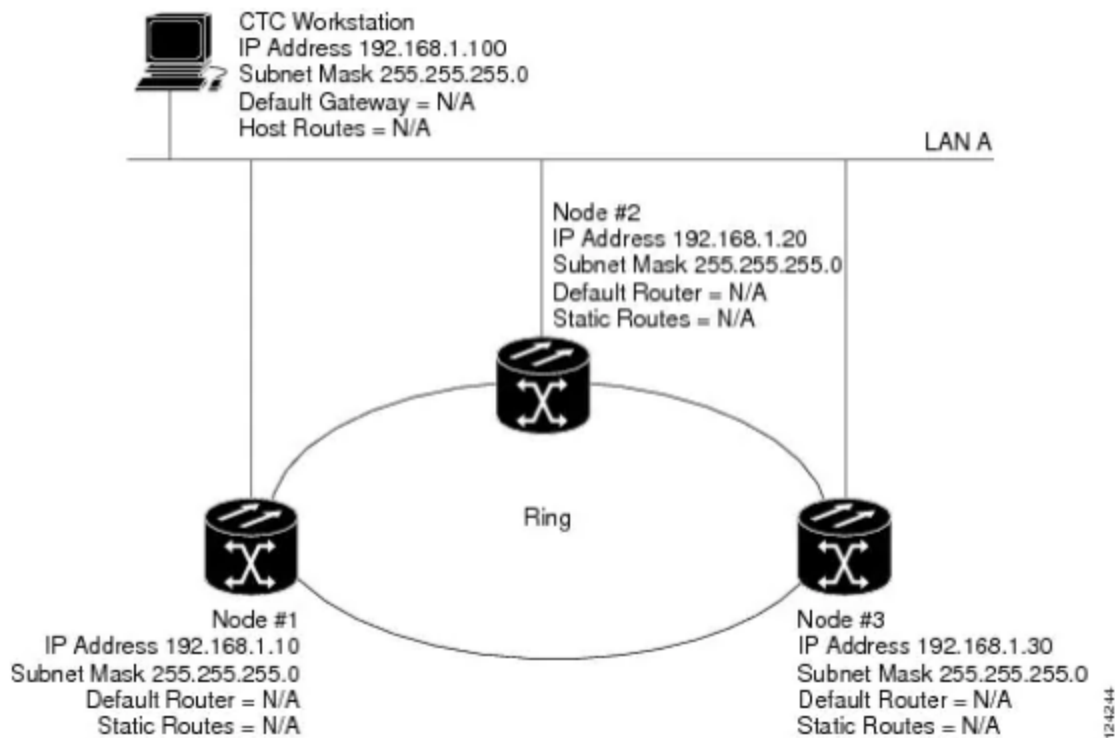 CTC Workstation
IP Address 192.168.1.100
Subnet Mask 255.255.255.0
Default Gateway = N/A
Host Routes = N/A
LAN A
Node #2
IP Address 192.168.1.20
Subnet Mask 255.255.255.0
Default Router = N/A
Static Routes = N/A
Ring
Node #1
IP Address 192.168.1.10
Subnet Mask 255.255.255.0
Default Router = N/A
Static Routes = N/A
Node #3
IP Address 192.168.1.30
Subnet Mask 255.255.255.0
Default Router = N/A
Static Routes = N/A
124244